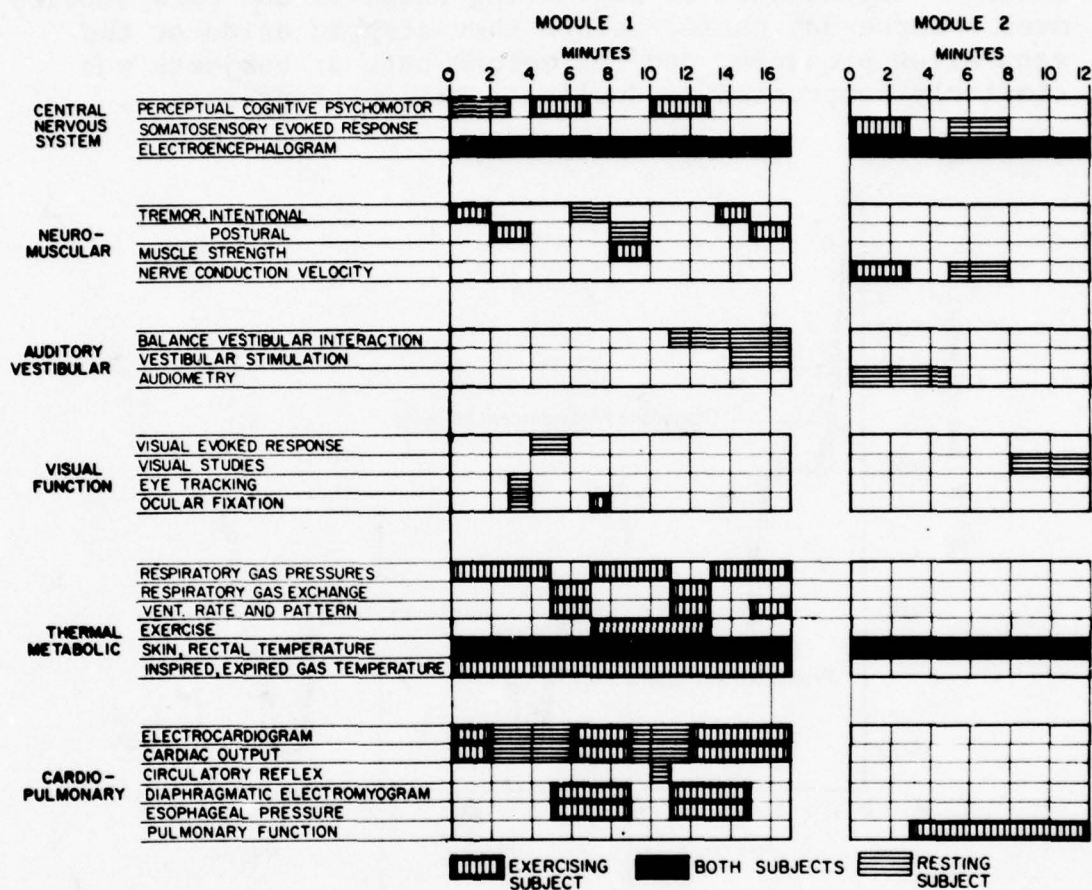 MODULE 1 MODULE 2
MINUTES MINUTES
0 2 4 6 8 10 12 14 16 0 2 4 6 8 10 12
CENTRAL NERVOUS SYSTEM
PERCEPTUAL COGNITIVE PSYCHOMOTOR
SOMATOSENSORY EVOKED RESPONSE
ELECTROENCEPHALOGRAM
NEURO-MUSCULAR
TREMOR, INTENTIONAL
POSTURAL
MUSCLE STRENGTH
NERVE CONDUCTION VELOCITY
AUDITORY VESTIBULAR
BALANCE VESTIBULAR INTERACTION
VESTIBULAR STIMULATION
AUDIOMETRY
VISUAL FUNCTION
VISUAL EVOKED RESPONSE
VISUAL STUDIES
EYE TRACKING
OCULAR FIXATION
THERMAL METABOLIC
RESPIRATORY GAS PRESSURES
RESPIRATORY GAS EXCHANGE
VENT. RATE AND PATTERN
EXERCISE
SKIN, RECTAL TEMPERATURE
INSPIRED, EXPIRED GAS TEMPERATURE
CARDIO-PULMONARY
ELECTROCARDIOGRAM
CARDIAC OUTPUT
CIRCULATORY REFLEX
DIAPHRAGMATIC ELECTROMYOGRAM
ESOPHAGEAL PRESSURE
PULMONARY FUNCTION
EXERCISING SUBJECT
BOTH SUBJECTS
RESTING SUBJECT